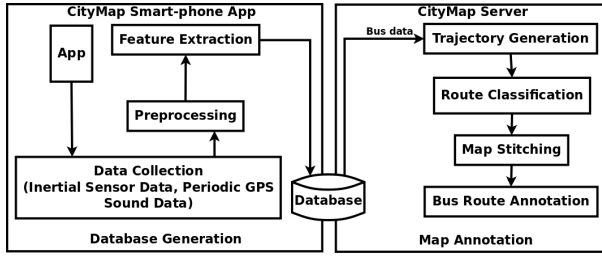 CityMap Smart-phone App
App
Feature Extraction
Preprocessing
Data Collection
(Inertial Sensor Data, Periodic GPS
Sound Data)
Database Generation
Database
Bus data
CityMap Server
Trajectory Generation
Route Classification
Map Stitching
Bus Route Annotation
Map Annotation